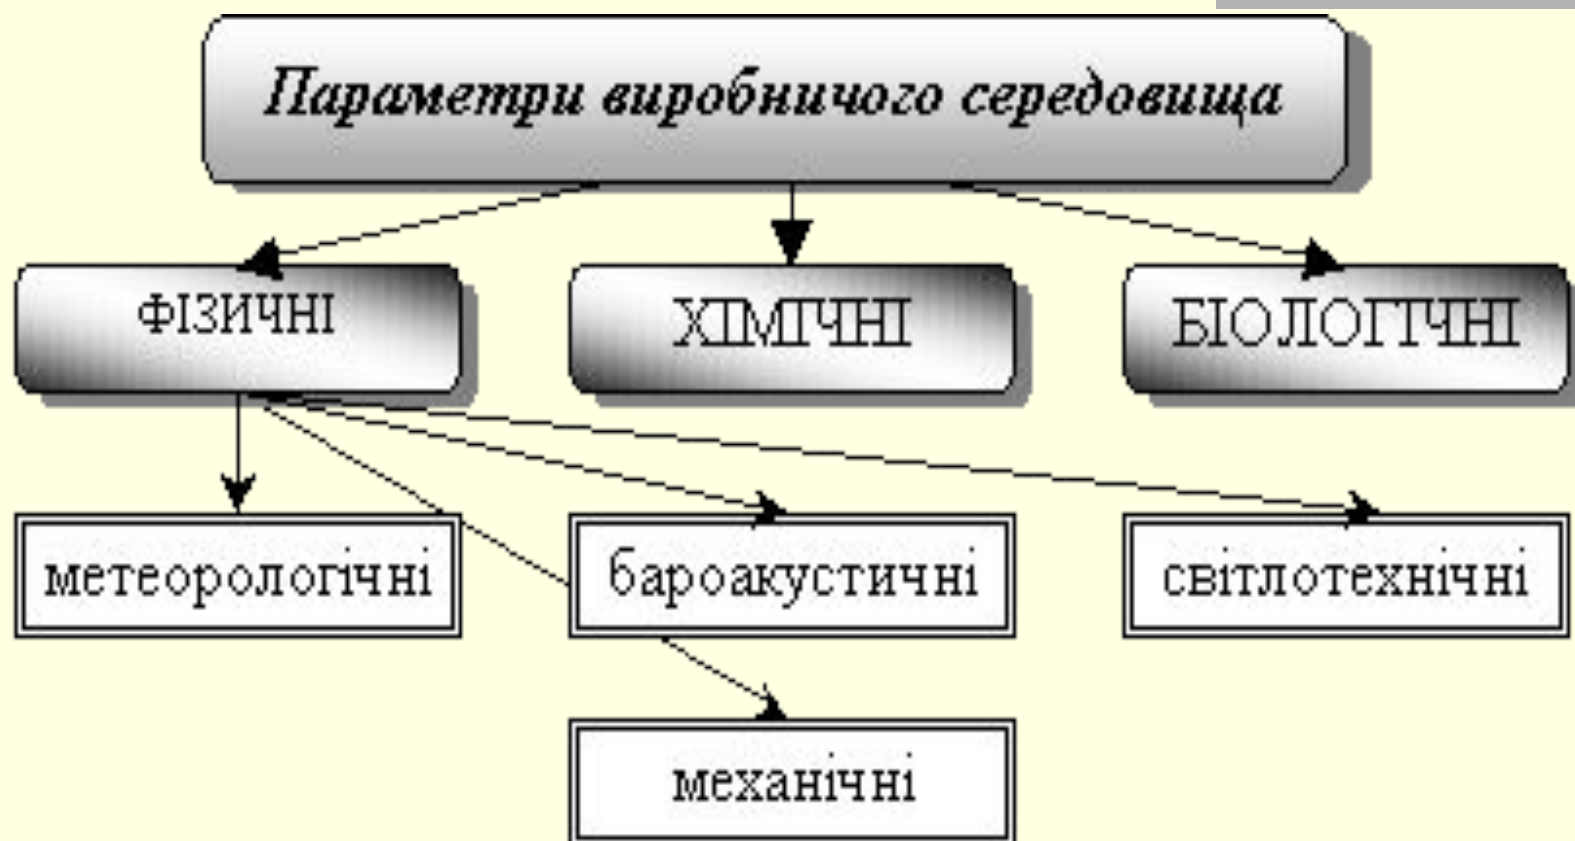 Параметри виробничого середовища
ФІЗИЧНІ
ХІМІЧНІ
БІОЛОГІЧНІ
метеорологічні
бароакустичні
світлотехнічні
механічні